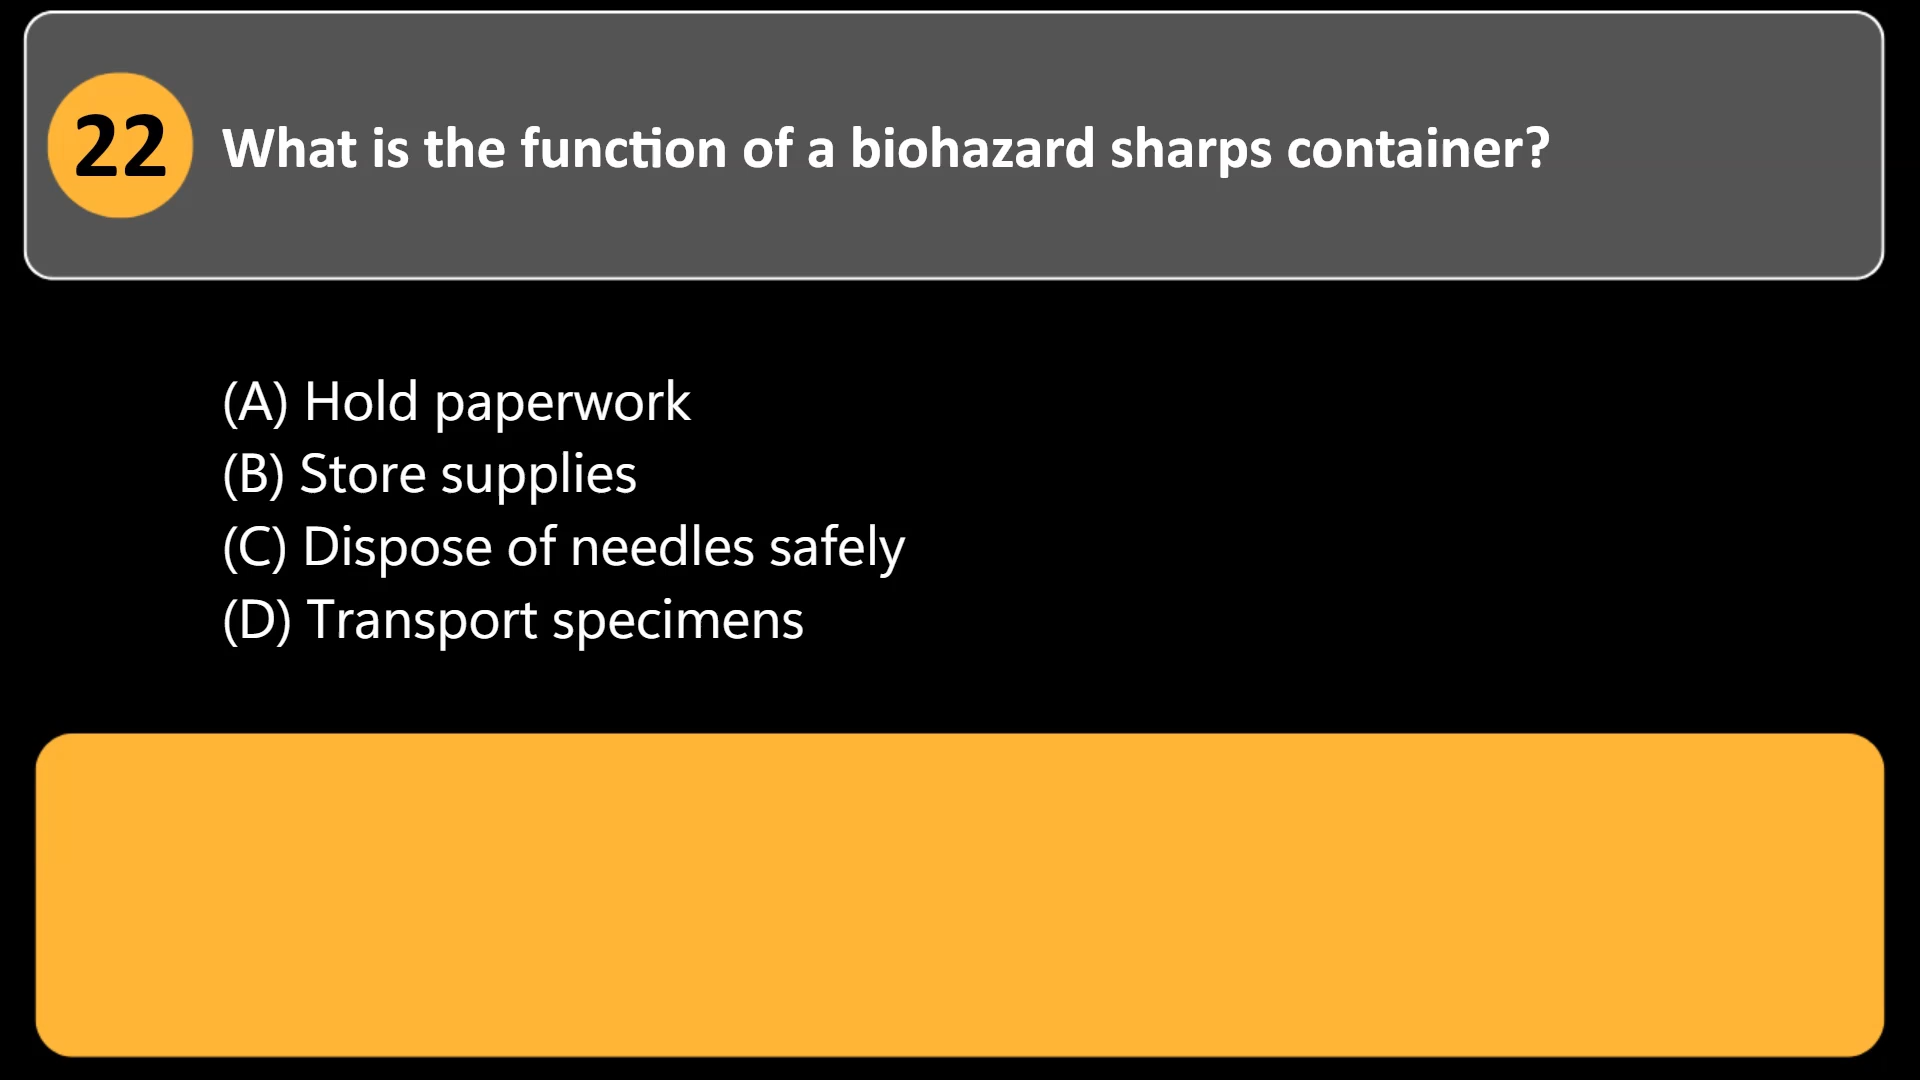 22 What is the function of a biohazard sharps container?
(A) Hold paperwork
(B) Store supplies
(C) Dispose of needles safely
(D) Transport specimens